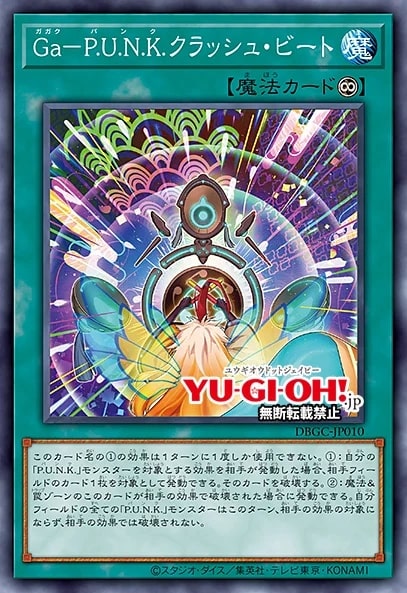 ガガク パンク
Ga－P.U.N.K.クラッシュ・ビート 魔
【魔法カード∞】
ユウギオウドットジェイピー
YU-GI-OH!.jp
無断転載禁止
DBGC-JP010
このカード名の①の効果は１ターンに１度しか使用できない。①：自分の
「P.U.N.K.」モンスターを対象とする効果を相手が発動した場合、相手フィ
ールドのカード１枚を対象として発動できる。そのカードを破壊する。②：魔法&
罠ゾーンのこのカードが相手の効果で破壊された場合に発動できる。自分
フィールドの全ての「P.U.N.K.」モンスターはこのターン、相手の効果の対象に
ならず、相手の効果では破壊されない。
©スタジオ・ダイス／集英社・テレビ東京・KONAMI